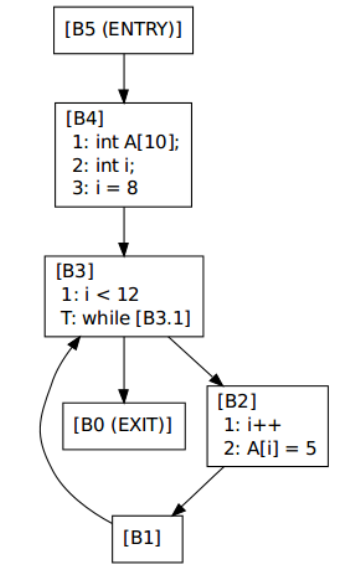 [B5 (ENTRY)]
[B4]
1: int A[10];
2: int i;
3: i = 8
[B3]
1: i < 12
T: while [B3.1]
[B0 (EXIT)]
[B2]
1: i++
2: A[i] = 5
[B1]